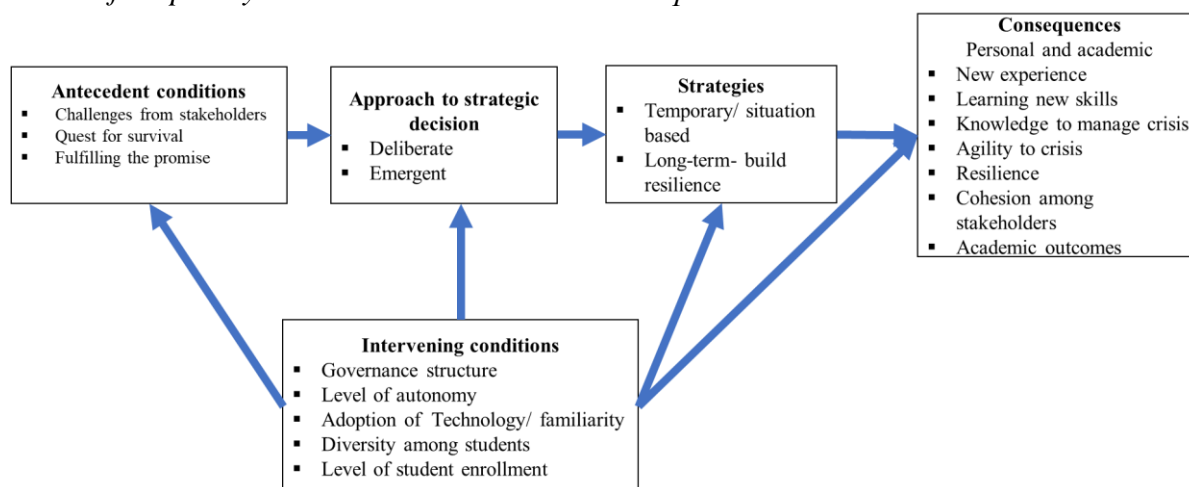 Antecedent conditions
▪ Challenges from stakeholders
▪ Quest for survival
▪ Fulfilling the promise
Approach to strategic
decision
▪ Deliberate
▪ Emergent
Strategies
▪ Temporary/ situation
based
▪ Long-term- build
resilience
Consequences
Personal and academic
▪ New experience
▪ Learning new skills
▪ Knowledge to manage crisis
▪ Agility to crisis
▪ Resilience
▪ Cohesion among
stakeholders
▪ Academic outcomes
Intervening conditions
▪ Governance structure
▪ Level of autonomy
▪ Adoption of Technology/ familiarity
▪ Diversity among students
▪ Level of student enrollment